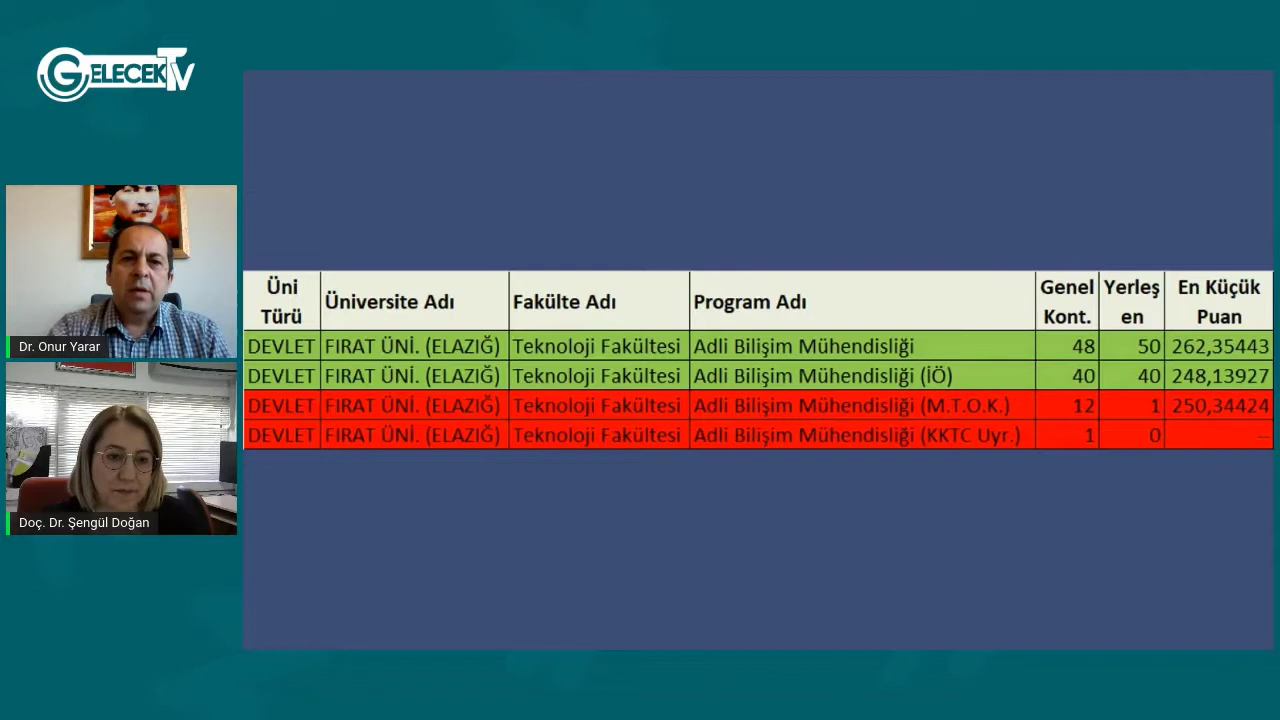 GELECEK TV
Dr. Onur Yarar
Doç. Dr. Şengül Doğan
Üni Türü Üniversite Adı Fakülte Adı Program Adı Genel Kont. Yerleşen En Küçük Puan
DEVLET FIRAT ÜNİ. (ELAZIĞ) Teknoloji Fakültesi Adli Bilişim Mühendisliği 48 50 262,35443
DEVLET FIRAT ÜNİ. (ELAZIĞ) Teknoloji Fakültesi Adli Bilişim Mühendisliği (İÖ) 40 40 248,13927
DEVLET FIRAT ÜNİ. (ELAZIĞ) Teknoloji Fakültesi Adli Bilişim Mühendisliği (M.T.O.K.) 12 1 250,34424
DEVLET FIRAT ÜNİ. (ELAZIĞ) Teknoloji Fakültesi Adli Bilişim Mühendisliği (KKTC Uyr.) 1 0 --